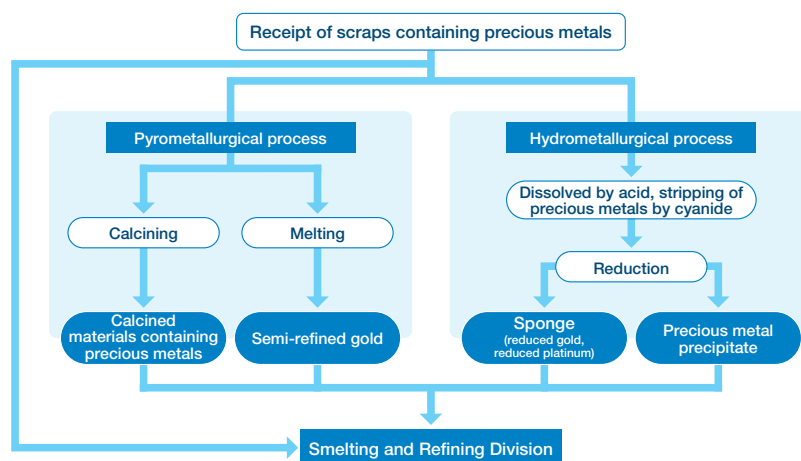 Receipt of scraps containing precious metals
Pyrometallurgical process
Hydrometallurgical process
Dissolved by acid, stripping of
precious metals by cyanide
Calcining
Melting
Reduction
Calcined
materials containing
precious metals
Semi-refined gold
Sponge
(reduced gold,
reduced platinum)
Precious metal
precipitate
Smelting and Refining Division